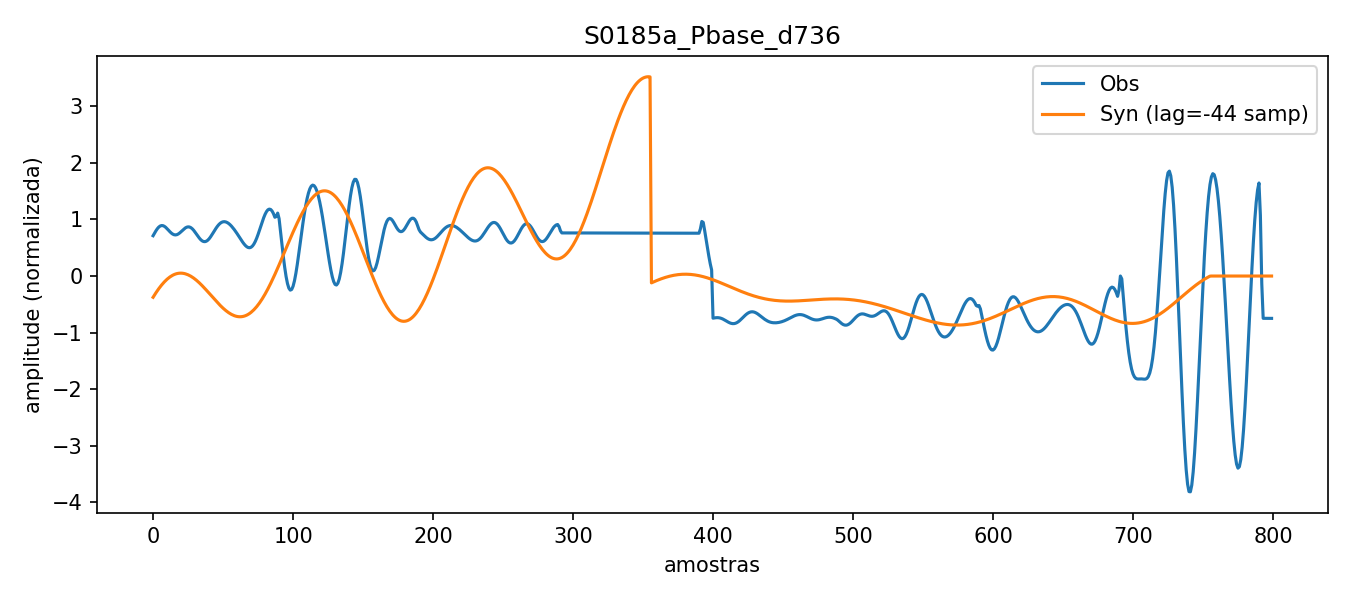 S0185a_Pbase_d736
Obs
Syn (lag=-44 samp)
amplitude (normalizada)
3
2
1
0
−1
−2
−3
−4
0 100 200 300 400 500 600 700 800
amostras